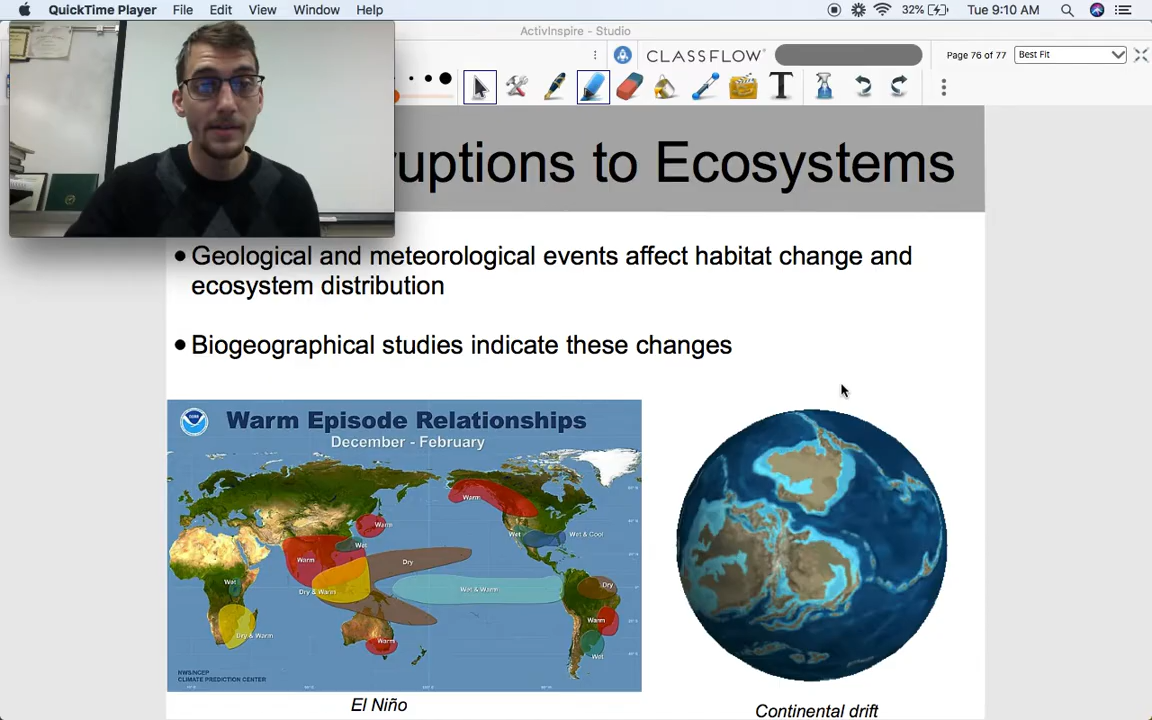 QuickTime Player File Edit View Window Help 32% Tue 9:10 AM
ActivInspire - Studio
CLASSFLOW Page 76 of 77 Best Fit
T
ruptions to Ecosystems
• Geological and meteorological events affect habitat change and
ecosystem distribution
• Biogeographical studies indicate these changes
Warm Episode Relationships
December - February
Warm
Warm
Wet
Wet & Cool
Wet
Warm
Dry
Wet
Dry & Warm
Wet & Warm
Dry
Warm
Dry & Warm
Warm
Wet
NWS/NCEP
CLIMATE PREDICTION CENTER
El Niño
Continental drift